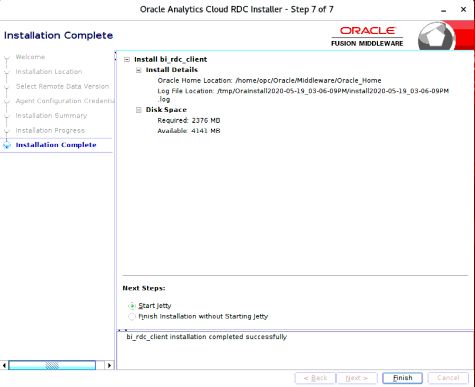 Oracle Analytics Cloud RDC Installer - Step 7 of 7
Installation Complete
ORACLE
FUSION MIDDLEWARE
Welcome
Installation Location
Select Remote Data Version
Agent Configuration Credentia
Installation Summary
Installation Progress
Installation Complete
Install bi_rdc_client
Install Details
Oracle Home Location: /home/opc/Oracle/Middleware/Oracle_Home
Log File Location: /tmp/OraInstall2020-05-19_03-06-09PM/install2020-05-19_03-06-09PM
.log
Disk Space
Required: 2376 MB
Available: 4141 MB
Next Steps:
Start Jetty
Finish Installation without Starting Jetty
bi_rdc_client installation completed successfully.
< Back
Next >
Finish
Cancel